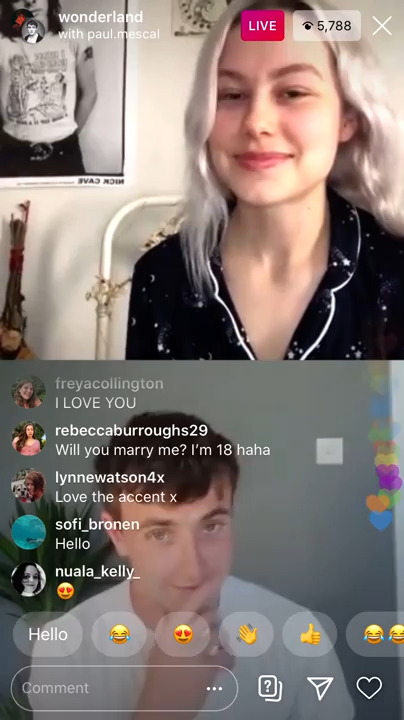 wonderland
with paul.mescal
LIVE
5,788
NICK CAVE
freyacollington
I LOVE YOU
rebeccaburroughs29
Will you marry me? I'm 18 haha
lynnewatson4x
Love the accent x
sofi_bronen
Hello
nuala_kelly_
😍
Hello 😂 😍 👋 👍 😂😂
Comment